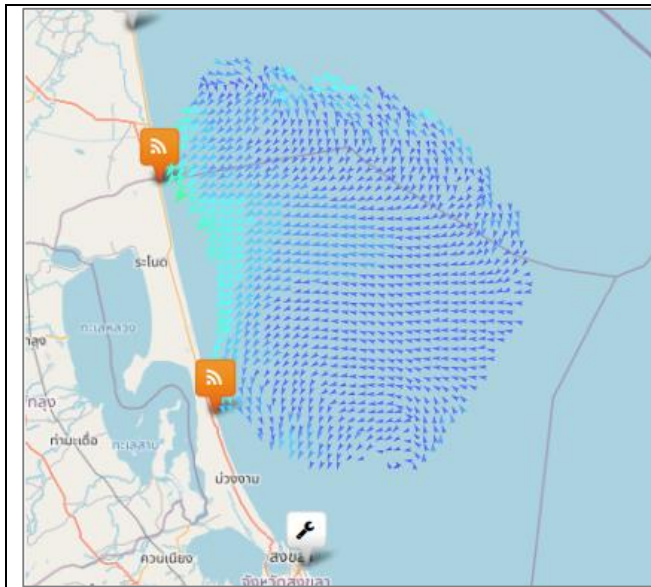 ระโนด
ทะเลหลวง
าลุง
ทลุง
ท่ามะเดื่อ
ทะเลสาบ
ม่วงงาม
ควนเนียง
สงขล
จังหวัดสงขลา